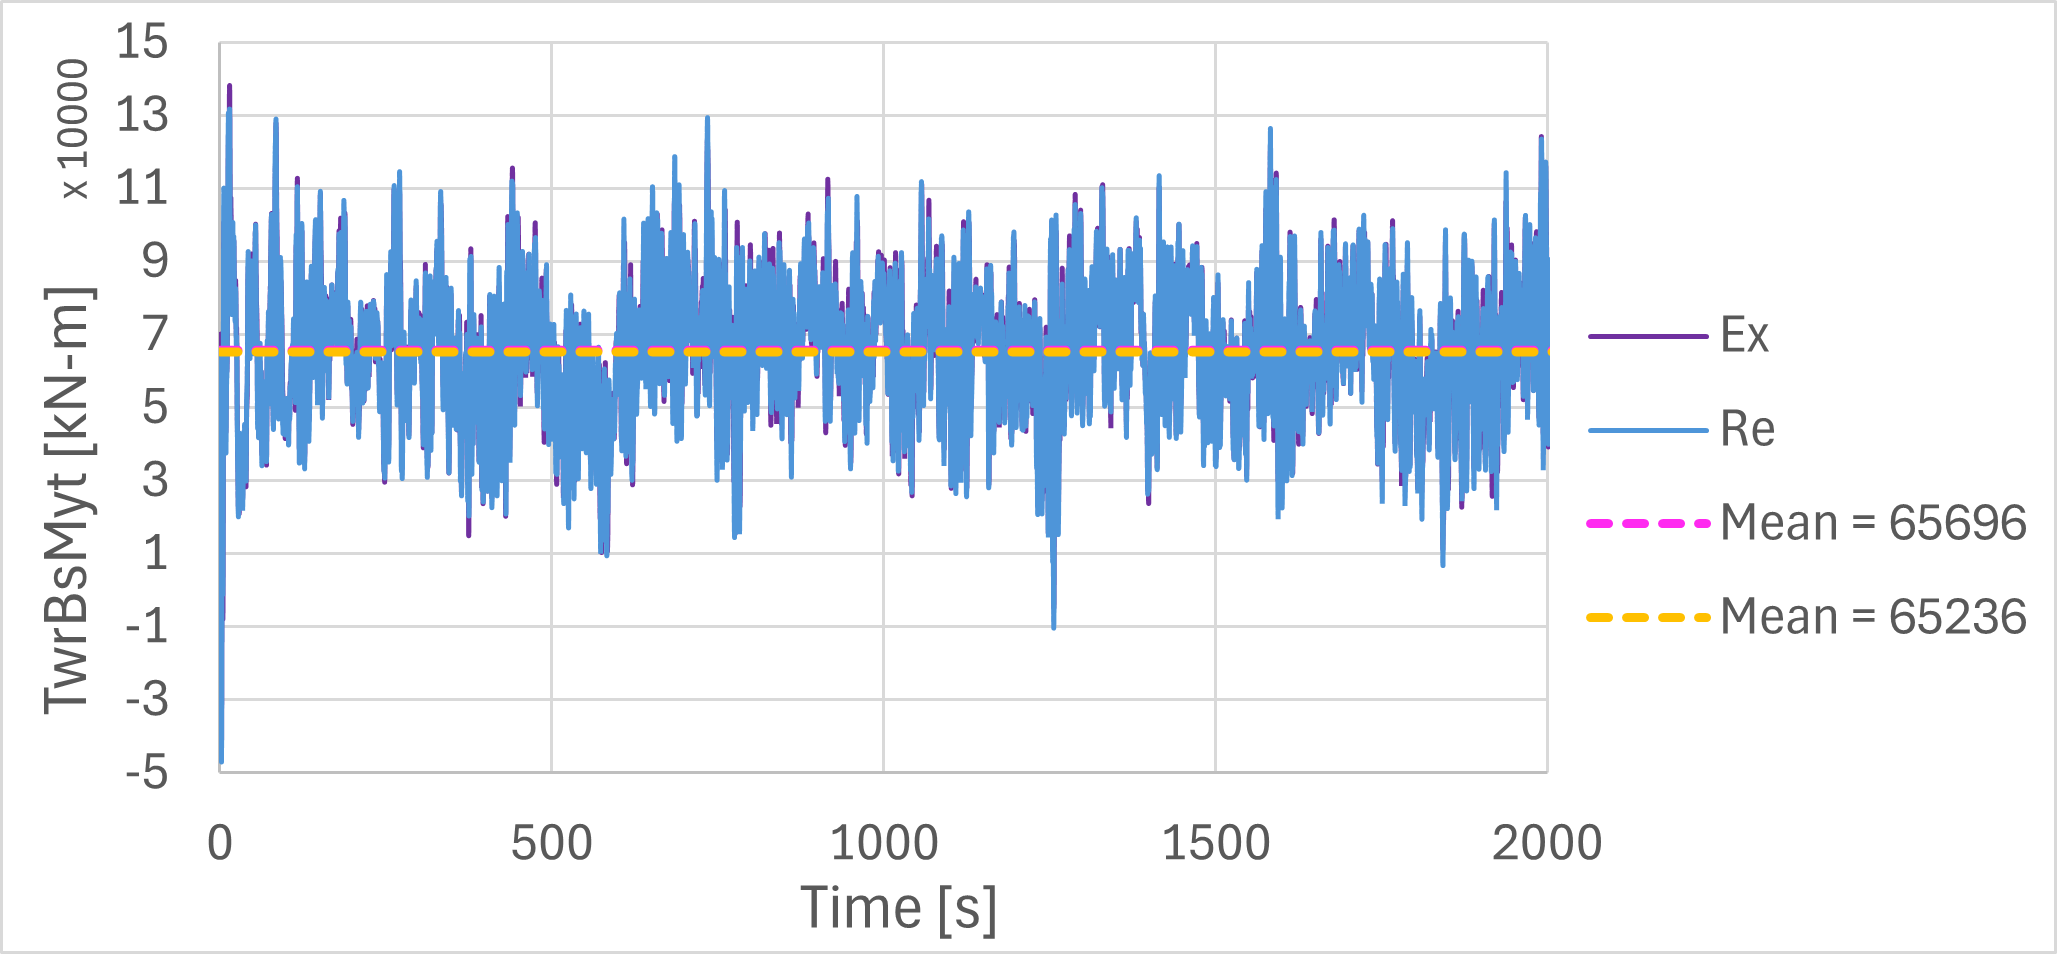 15
13
11
9
7
5
3
1
-1
-3
-5
x 10000
TwrBsMyt [kN-m]
0 500 1000 1500 2000
Time [s]
Ex
Re
Mean = 65696
Mean = 65236